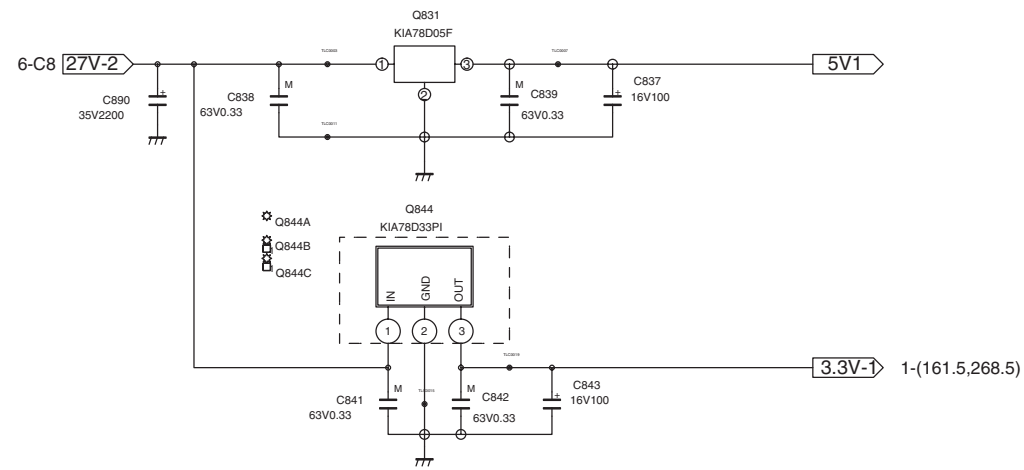 Q831
KIA78D05F
6-C8 27V-2
1
3
5V1
2
M
C838
63V0.33
C890
35V2200
M
C839
63V0.33
C837
16V100
Q844
KIA78D33PI
Q844A
Q844B
Q844C
IN
GND
OUT
1
2
3
3.3V-1 1-(161.5,268.5)
M
C841
63V0.33
M
C842
63V0.33
C843
16V100